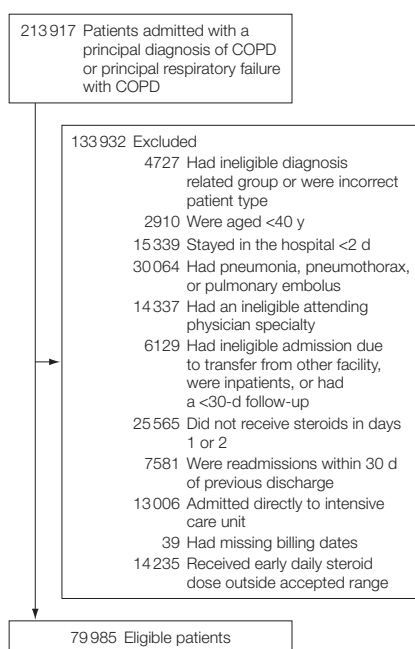 213 917 Patients admitted with a
principal diagnosis of COPD
or principal respiratory failure
with COPD
133 932 Excluded
4727 Had ineligible diagnosis
related group or were incorrect
patient type
2910 Were aged <40 y
15 339 Stayed in the hospital <2 d
30 064 Had pneumonia, pneumothorax,
or pulmonary embolus
14 337 Had an ineligible attending
physician specialty
6129 Had ineligible admission due
to transfer from other facility,
were inpatients, or had
a <30-d follow-up
25 565 Did not receive steroids in days
1 or 2
7581 Were readmissions within 30 d
of previous discharge
13 006 Admitted directly to intensive
care unit
39 Had missing billing dates
14 235 Received early daily steroid
dose outside accepted range
79 985 Eligible patients